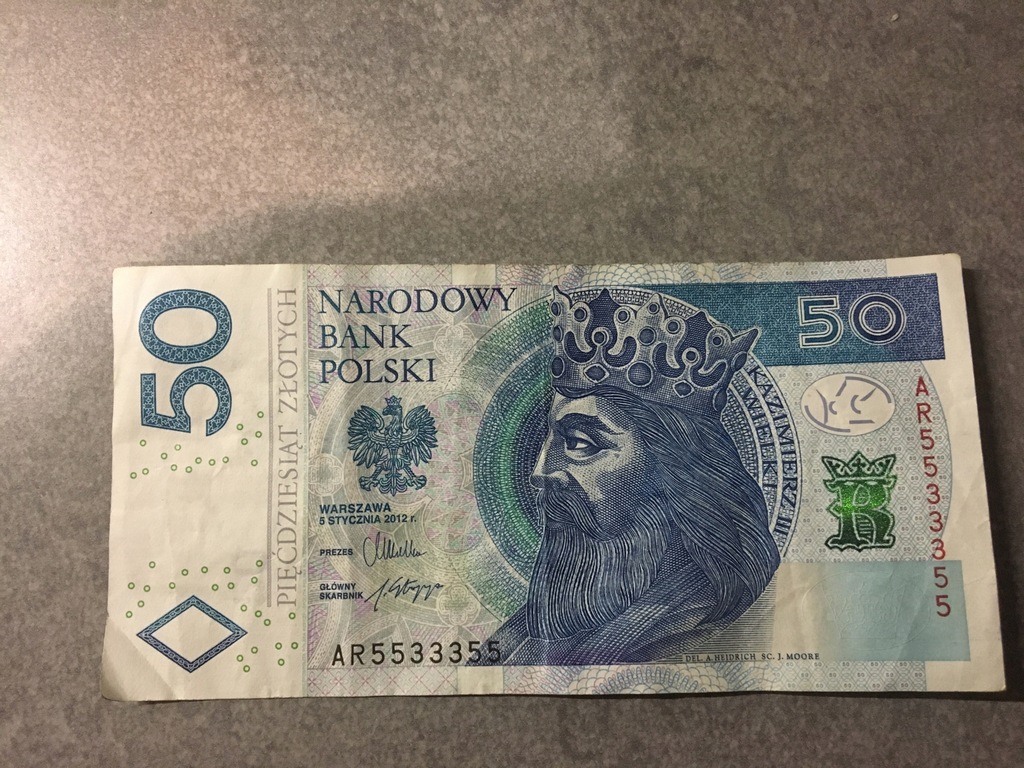 50
PIĘĆDZIESIĄT ZŁOTYCH
NARODOWY
BANK
POLSKI
WARSZAWA
5 STYCZNIA 2012 r.
PREZES
GŁÓWNY
SKARBNIK
AR5533355
50
KAZIMIERZ III
WIELKI
AR5533355
DEL. A HEIDRICH SC. J. MOORE